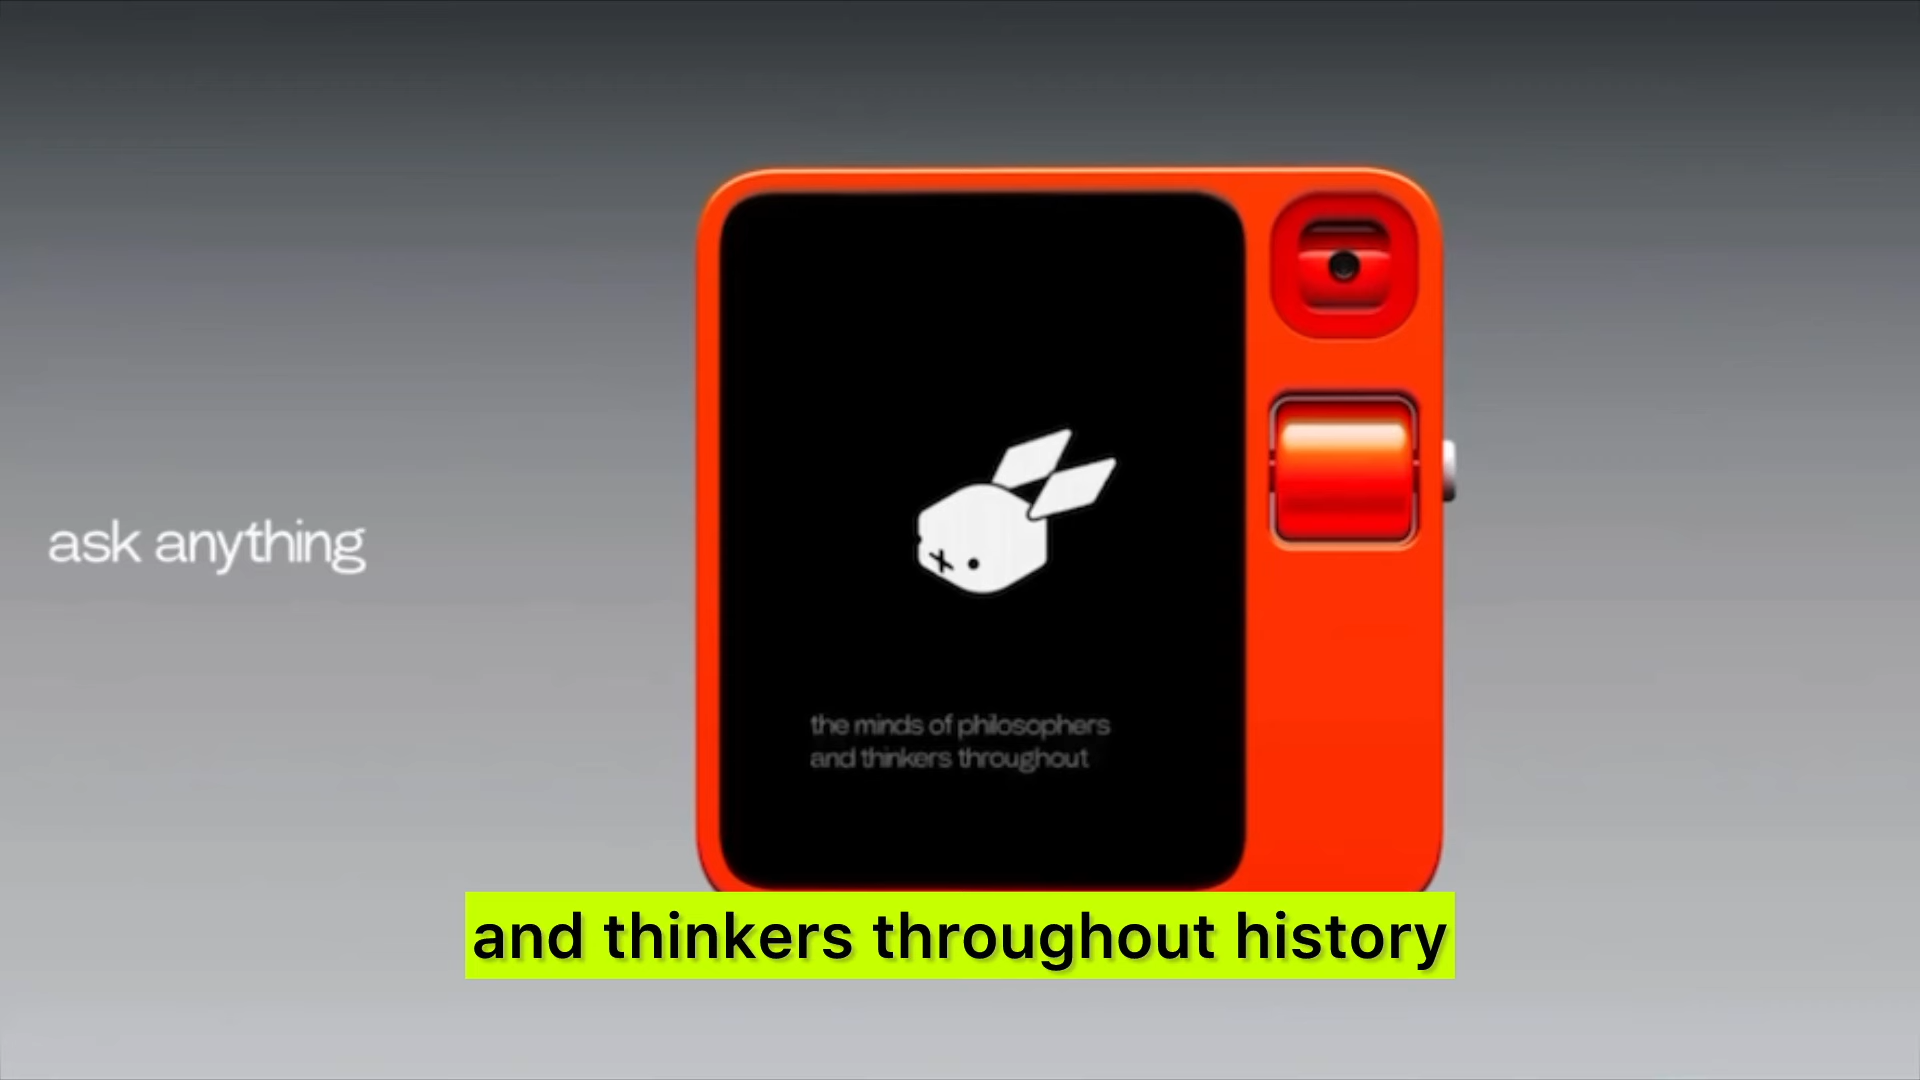 ask anything
the minds of philosophers
and thinkers throughout
and thinkers throughout history